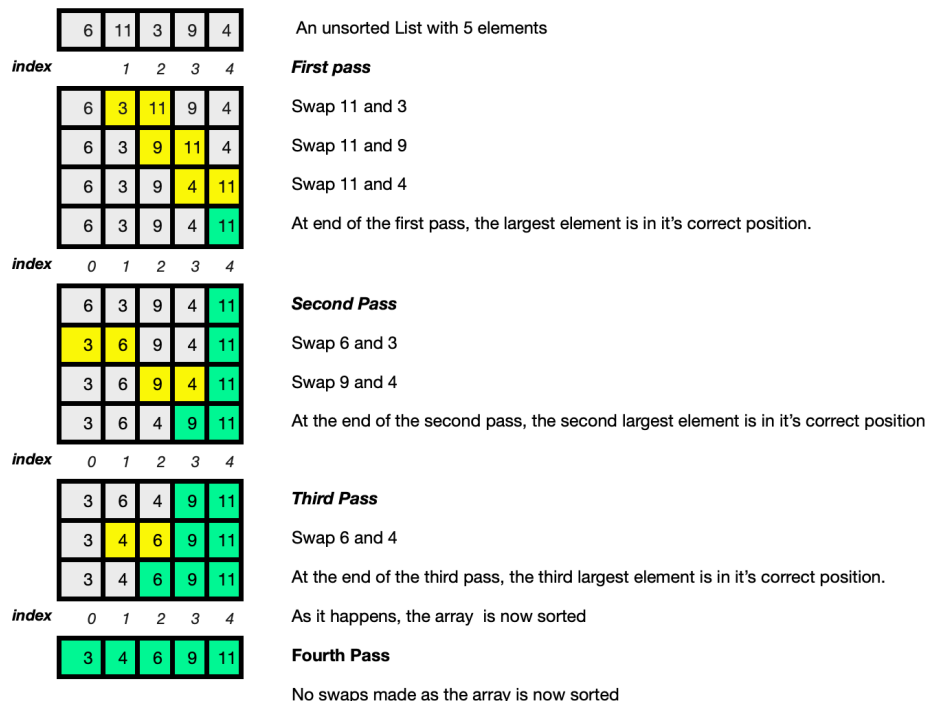 6 11 3 9 4 An unsorted List with 5 elements
index 1 2 3 4 First pass
6 3 11 9 4 Swap 11 and 3
6 3 9 11 4 Swap 11 and 9
6 3 9 4 11 Swap 11 and 4
6 3 9 4 11 At end of the first pass, the largest element is in it’s correct position.
index 0 1 2 3 4
6 3 9 4 11 Second Pass
3 6 9 4 11 Swap 6 and 3
3 6 9 4 11 Swap 9 and 4
3 6 4 9 11 At the end of the second pass, the second largest element is in it’s correct position
index 0 1 2 3 4
3 6 4 9 11 Third Pass
3 4 6 9 11 Swap 6 and 4
3 4 6 9 11 At the end of the third pass, the third largest element is in it’s correct position.
index 0 1 2 3 4 As it happens, the array is now sorted
3 4 6 9 11 Fourth Pass
No swaps made as the array is now sorted